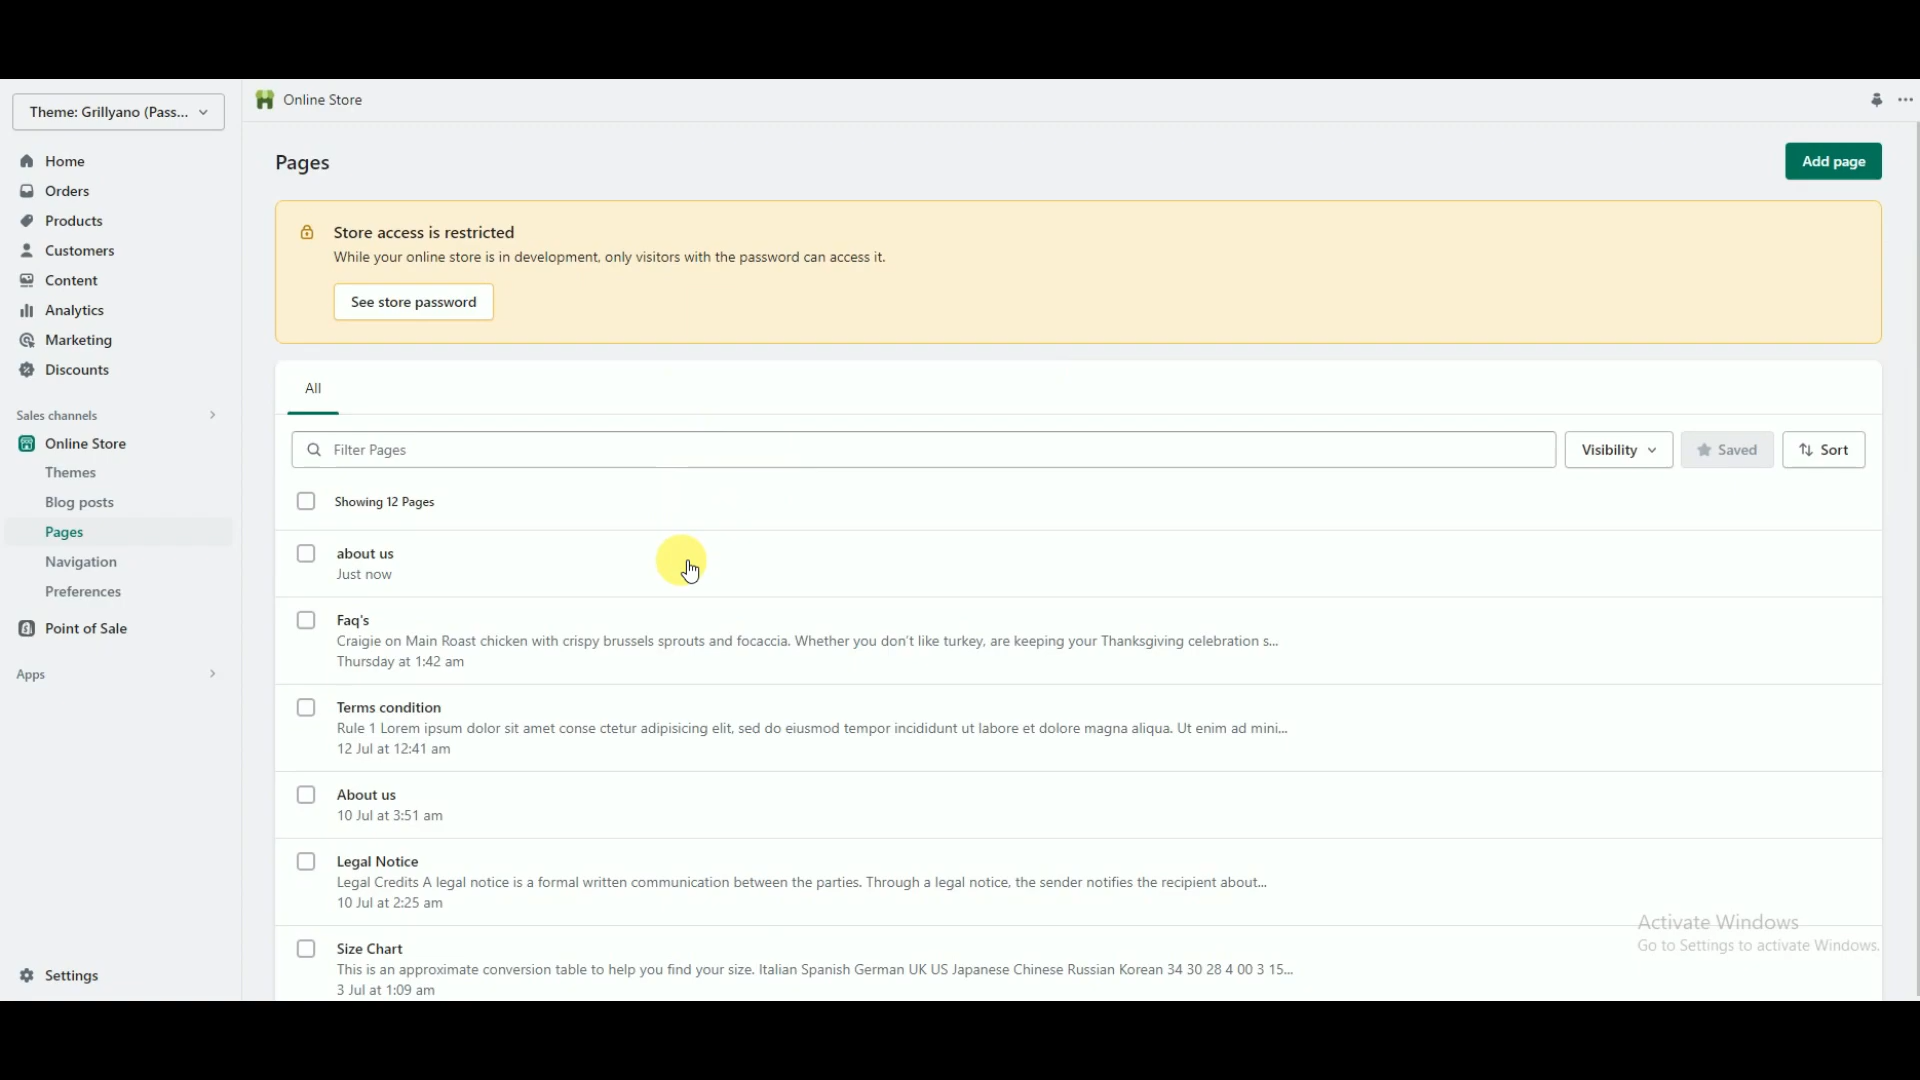 Theme: Grillyano (Pass...
Online Store
Home
Orders
Products
Customers
Content
Analytics
Marketing
Discounts
Sales channels
Online Store
Themes
Blog posts
Pages
Navigation
Preferences
Point of Sale
Apps
Settings
Pages
Add page
Store access is restricted
While your online store is in development, only visitors with the password can access it.
See store password
All
Filter Pages
Visibility
Saved
Sort
Showing 12 Pages
about us
Just now
Faq's
Craigie on Main Roast chicken with crispy brussels sprouts and focaccia. Whether you don't like turkey, are keeping your Thanksgiving celebration s...
Thursday at 1:42 am
Terms condition
Rule 1 Lorem ipsum dolor sit amet conse ctetur adipisicing elit, sed do eiusmod tempor incididunt ut labore et dolore magna aliqua. Ut enim ad mini...
12 Jul at 12:41 am
About us
10 Jul at 3:51 am
Legal Notice
Legal Credits A legal notice is a formal written communication between the parties. Through a legal notice, the sender notifies the recipient about...
10 Jul at 2:25 am
Size Chart
This is an approximate conversion table to help you find your size. Italian Spanish German UK US Japanese Chinese Russian Korean 34 30 28 4 00 3 15...
3 Jul at 1:09 am
Activate Windows
Go to Settings to activate Windows.